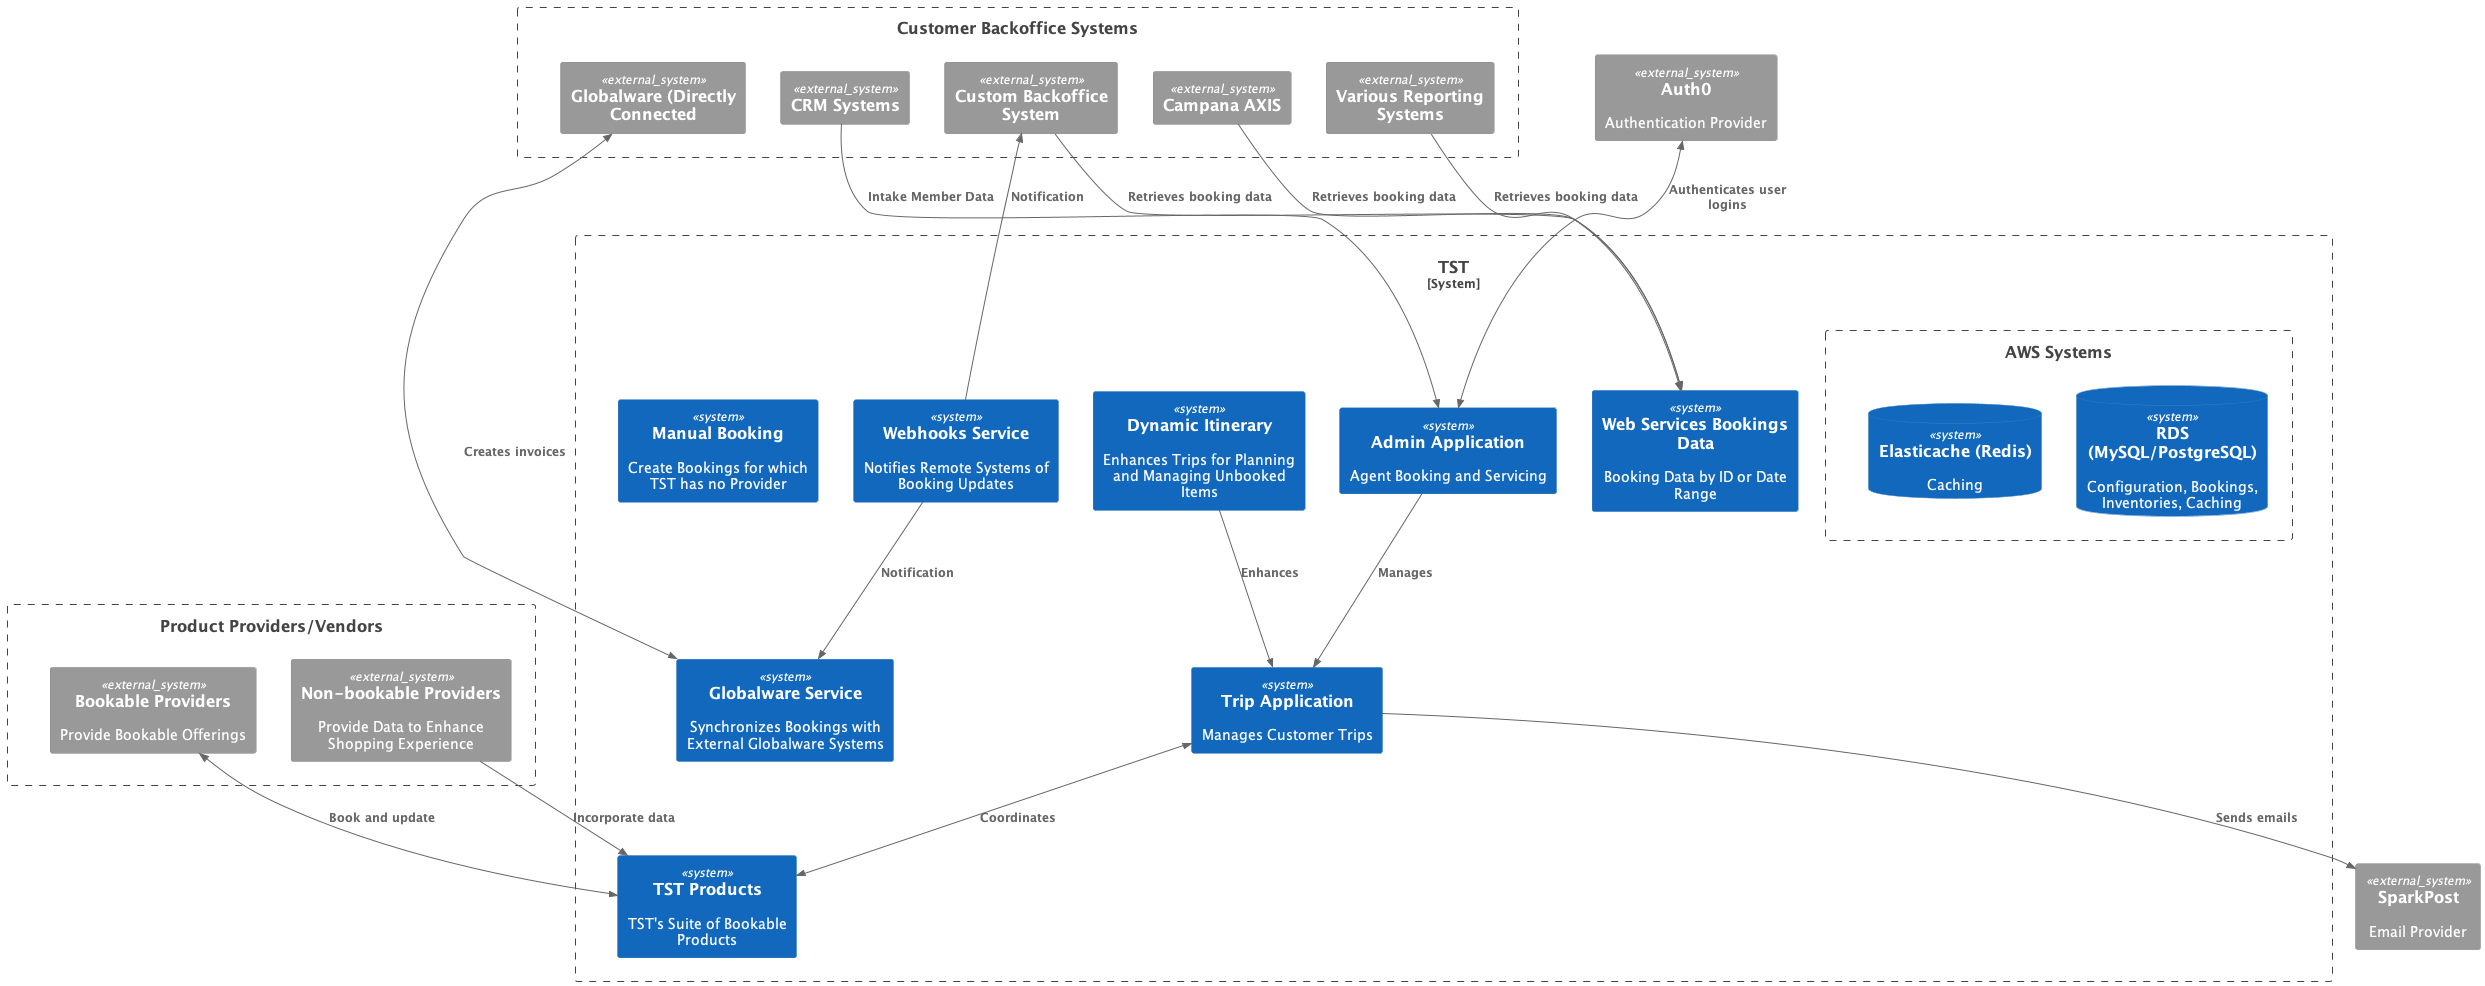 Customer Backoffice Systems
«external_system»
Globalware (Directly
Connected
«external_system»
CRM Systems
«external_system»
Custom Backoffice
System
«external_system»
Campana AXIS
«external_system»
Various Reporting
Systems
«external_system»
Auth0
Authentication Provider
Intake Member Data
Notification
Retrieves booking data
Retrieves booking data
Retrieves booking data
Authenticates user
logins
TST
[System]
AWS Systems
«system»
Manual Booking
Create Bookings for which
TST has no Provider
«system»
Webhooks Service
Notifies Remote Systems of
Booking Updates
«system»
Dynamic Itinerary
Enhances Trips for Planning
and Managing Unbooked
Items
«system»
Admin Application
Agent Booking and Servicing
«system»
Web Services Bookings
Data
Booking Data by ID or Date
Range
«system»
Elasticache (Redis)
Caching
«system»
RDS
(MySQL/PostgreSQL)
Configuration, Bookings,
Inventories, Caching
Creates invoices
Notification
Enhances
Manages
Product Providers/Vendors
«external_system»
Bookable Providers
Provide Bookable Offerings
«external_system»
Non-bookable Providers
Provide Data to Enhance
Shopping Experience
«system»
Globalware Service
Synchronizes Bookings with
External Globalware Systems
«system»
Trip Application
Manages Customer Trips
Book and update
Incorporate data
Coordinates
Sends emails
«system»
TST Products
TST's Suite of Bookable
Products
«external_system»
SparkPost
Email Provider